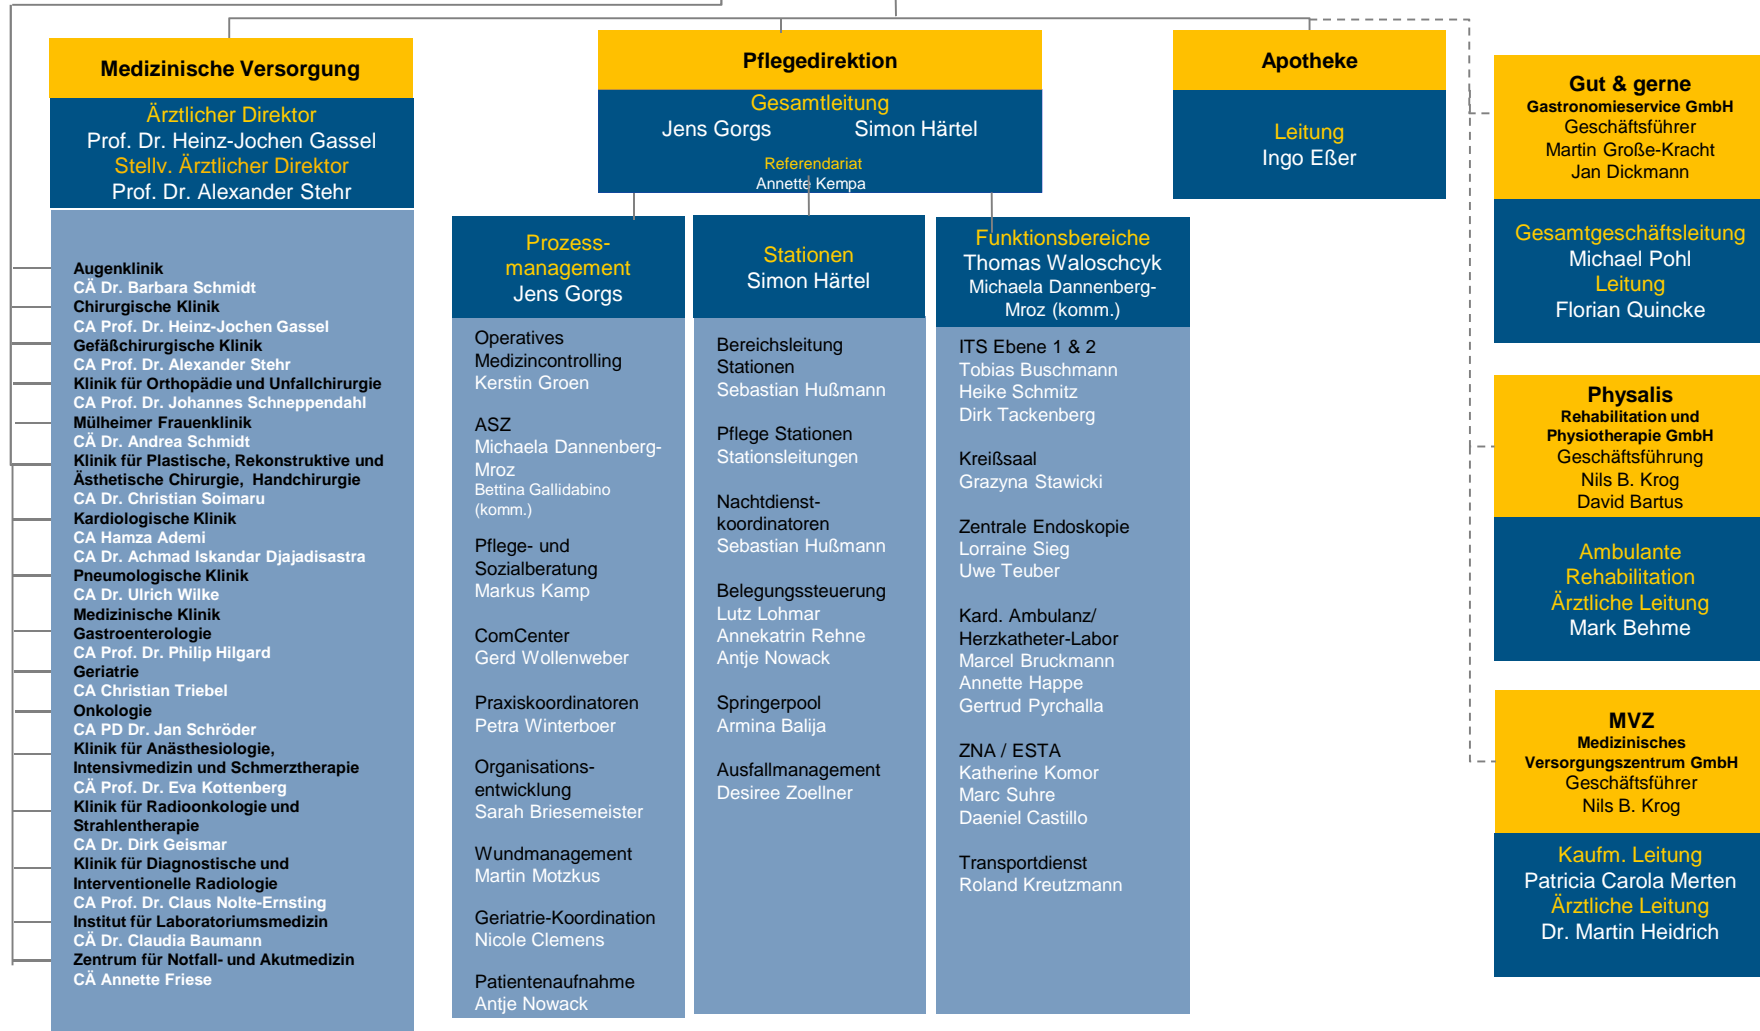 Medizinische Versorgung
Ärztlicher Direktor
Prof. Dr. Heinz-Jochen Gassel
Stellv. Ärztlicher Direktor
Prof. Dr. Alexander Stehr
Augenklinik
CÄ Dr. Barbara Schmidt
Chirurgische Klinik
CA Prof. Dr. Heinz-Jochen Gassel
Gefäßchirurgische Klinik
CA Prof. Dr. Alexander Stehr
Klinik für Orthopädie und Unfallchirurgie
CA Prof. Dr. Johannes Schneppendahl
Mülheimer Frauenklinik
CÄ Dr. Andrea Schmidt
Klinik für Plastische, Rekonstruktive und
Ästhetische Chirurgie, Handchirurgie
CA Dr. Christian Soimaru
Kardiologische Klinik
CA Hamza Ademi
CA Dr. Achmad Iskandar Djajadisastra
Pneumologische Klinik
CA Dr. Ulrich Wilke
Medizinische Klinik
Gastroenterologie
CA Prof. Dr. Philip Hilgard
Geriatrie
CA Christian Triebel
Onkologie
CA PD Dr. Jan Schröder
Klinik für Anästhesiologie,
Intensivmedizin und Schmerztherapie
CÄ Prof. Dr. Eva Kottenberg
Klinik für Radioonkologie und
Strahlentherapie
CA Dr. Dirk Geismar
Klinik für Diagnostische und
Interventionelle Radiologie
CA Prof. Dr. Claus Nolte-Ernsting
Institut für Laboratoriumsmedizin
CÄ Dr. Claudia Baumann
Zentrum für Notfall- und Akutmedizin
CÄ Annette Friese
Pflegedirektion
Gesamtleitung
Jens Gorgs Simon Härtel
Referendariat
Annette Kempa
Prozess-
management
Jens Gorgs
Operatives
Medizincontrolling
Kerstin Groen
ASZ
Michaela Dannenberg-
Mroz
Bettina Gallidabino
(komm.)
Pflege- und
Sozialberatung
Markus Kamp
ComCenter
Gerd Wollenweber
Praxiskoordinatoren
Petra Winterboer
Organisations-
entwicklung
Sarah Briesemeister
Wundmanagement
Martin Motzkus
Geriatrie-Koordination
Nicole Clemens
Patientenaufnahme
Antje Nowack
Stationen
Simon Härtel
Bereichsleitung
Stationen
Sebastian Hußmann
Pflege Stationen
Stationsleitungen
Nachtdienst-
koordinatoren
Sebastian Hußmann
Belegungssteuerung
Lutz Lohmar
Annekatrin Rehne
Antje Nowack
Springerpool
Armina Balija
Ausfallmanagement
Desiree Zoellner
Funktionsbereiche
Thomas Waloschcyk
Michaela Dannenberg-
Mroz (komm.)
ITS Ebene 1 & 2
Tobias Buschmann
Heike Schmitz
Dirk Tackenberg
Kreißsaal
Grazyna Stawicki
Zentrale Endoskopie
Lorraine Sieg
Uwe Teuber
Kard. Ambulanz/
Herzkatheter-Labor
Marcel Bruckmann
Annette Happe
Gertrud Pyrchalla
ZNA / ESTA
Katherine Komor
Marc Suhre
Daeniel Castillo
Transportdienst
Roland Kreutzmann
Apotheke
Leitung
Ingo Eßer
Gut & gerne
Gastronomieservice GmbH
Geschäftsführer
Martin Große-Kracht
Jan Dickmann
Gesamtgeschäftsleitung
Michael Pohl
Leitung
Florian Quincke
Physalis
Rehabilitation und
Physiotherapie GmbH
Geschäftsführung
Nils B. Krog
David Bartus
Ambulante
Rehabilitation
Ärztliche Leitung
Mark Behme
MVZ
Medizinisches
Versorgungszentrum GmbH
Geschäftsführer
Nils B. Krog
Kaufm. Leitung
Patricia Carola Merten
Ärztliche Leitung
Dr. Martin Heidrich